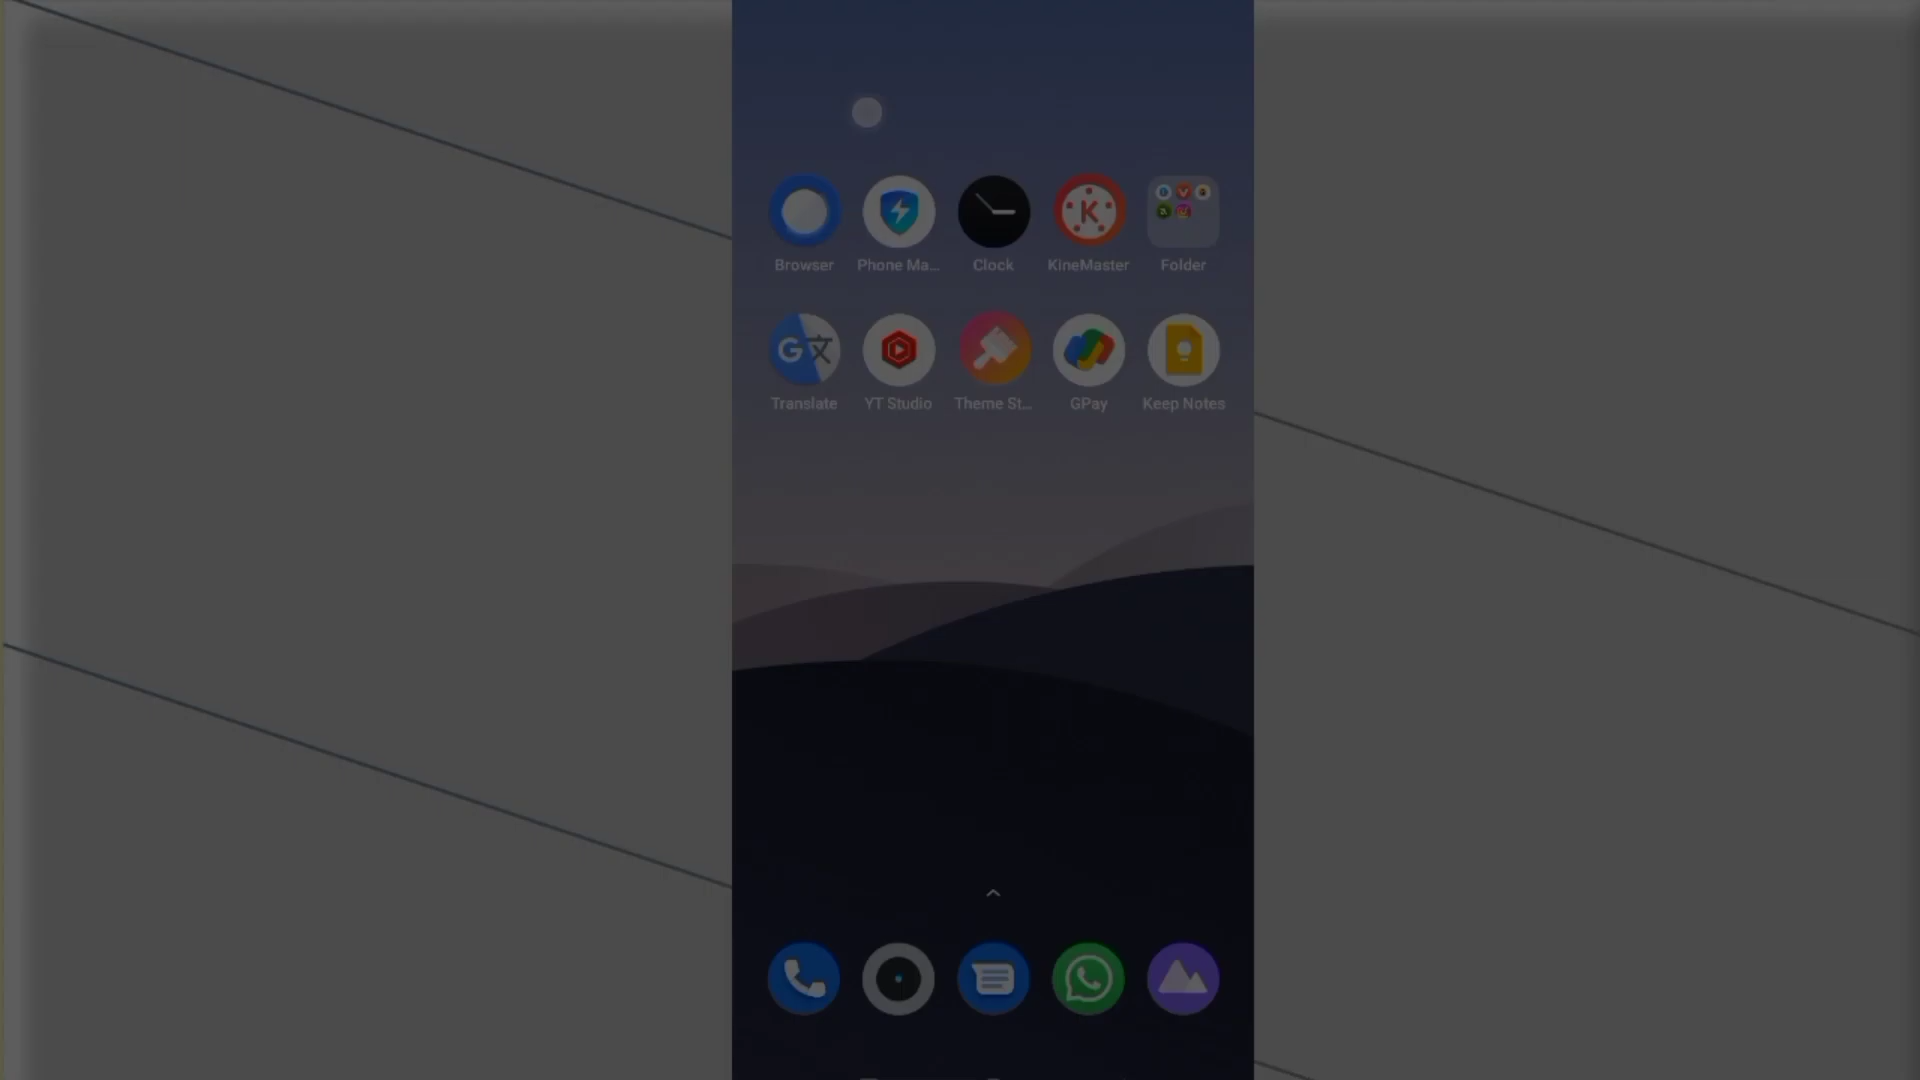 Browser Phone Ma... Clock KineMaster Folder
Translate YT Studio Theme St... GPay Keep Notes